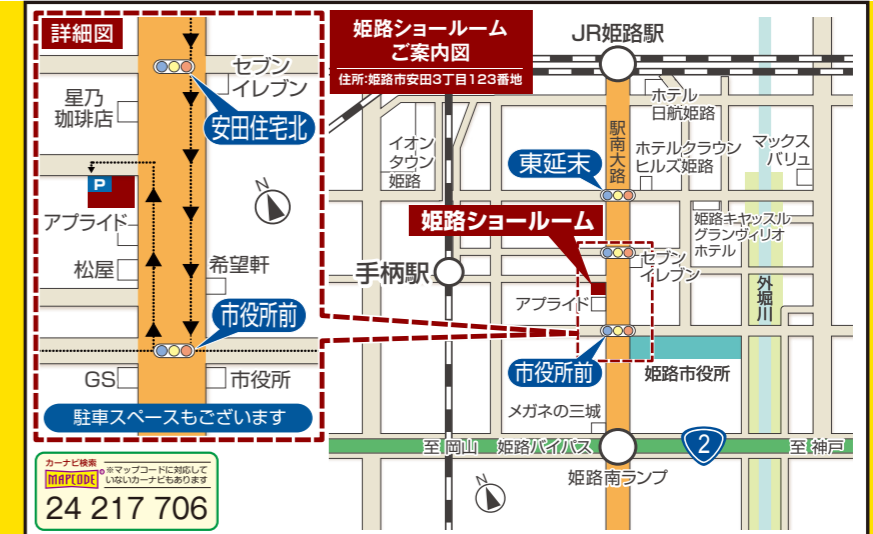 詳細図
セブン
イレブン
星乃
珈琲店
安田住宅北
P
N
アプライド
松屋
希望軒
市役所前
GS
市役所
駐車スペースもございます
カーナビ検索
MAPCODE
®
※マップコードに対応して
いないカーナビもあります
24 217 706
姫路ショールーム
ご案内図
住所:姫路市安田3丁目123番地
JR姫路駅
ホテル
日航姫路
イオン
タウン
姫路
駅南大路
ホテルクラウン
ヒルズ姫路
マックス
バリュ
東延末
姫路ショールーム
姫路キャッスル
グランヴィリオ
ホテル
セブン
イレブン
手柄駅
アプライド
外堀川
市役所前
姫路市役所
メガネの三城
至 岡山
姫路バイパス
2
至 神戸
姫路南ランプ
N